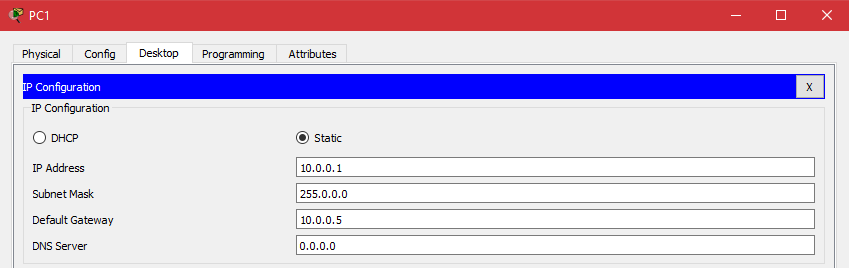 PC1
Physical Config Desktop Programming Attributes
IP Configuration X
IP Configuration
DHCP Static
IP Address 10.0.0.1
Subnet Mask 255.0.0.0
Default Gateway 10.0.0.5
DNS Server 0.0.0.0